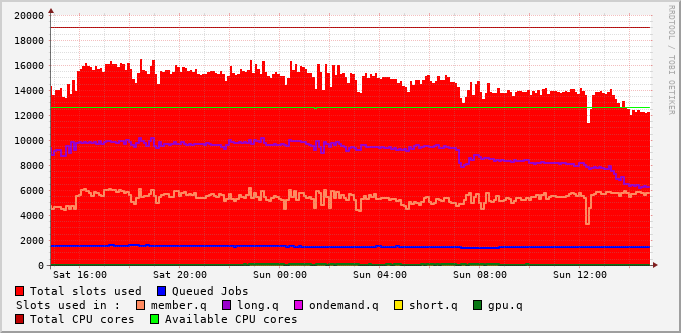 20000
18000
16000
14000
12000
10000
8000
6000
4000
2000
0
Sat 16:00 Sat 20:00 Sun 00:00 Sun 04:00 Sun 08:00 Sun 12:00
RRDTOOL / TOBI OETIKER
Total slots used Queued Jobs
Slots used in : member.q long.q ondemand.q short.q gpu.q
Total CPU cores Available CPU cores